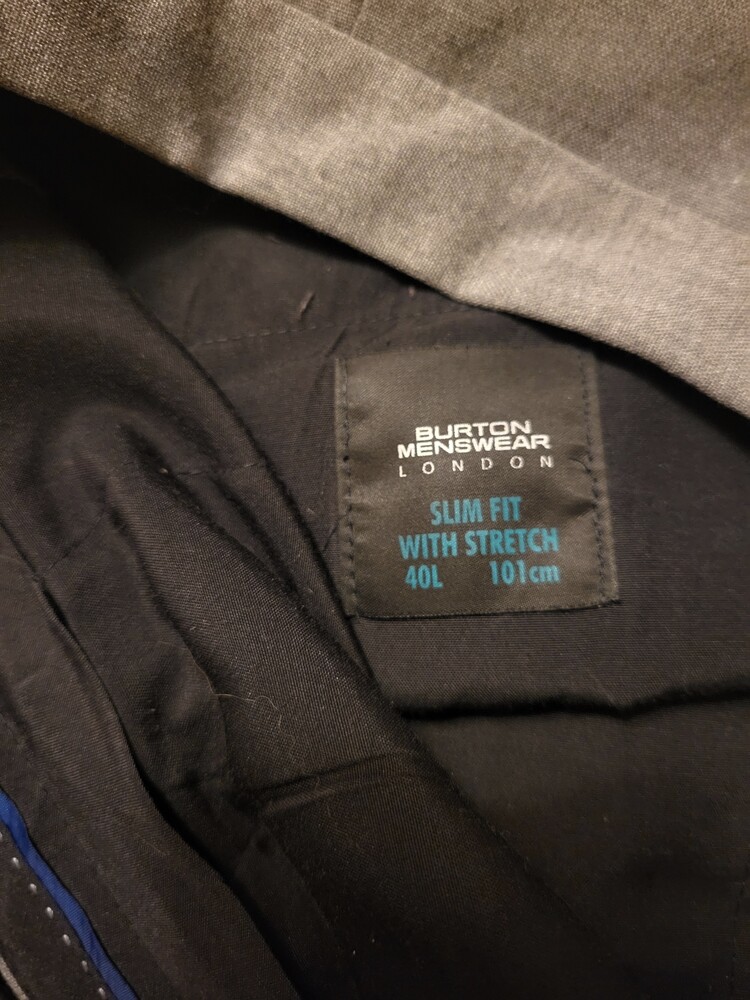 BURTON
MENSWEAR
LONDON
SLIM FIT
WITH STRETCH
40L 101cm